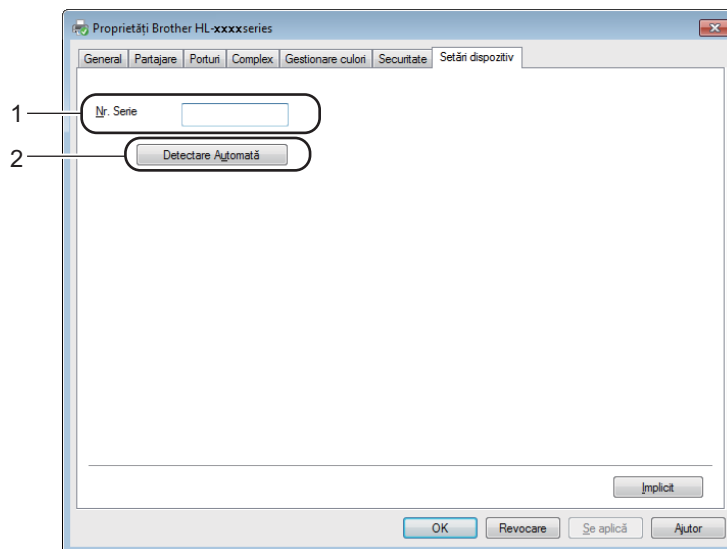 Proprietăți Brother HL-xxxxseries
General Partajare Porturi Complex Gestionare culori Securitate Setări dispozitiv
1 Nr. Serie
2 Detectare Automată
Implicit
OK Revocare Se aplică Ajutor